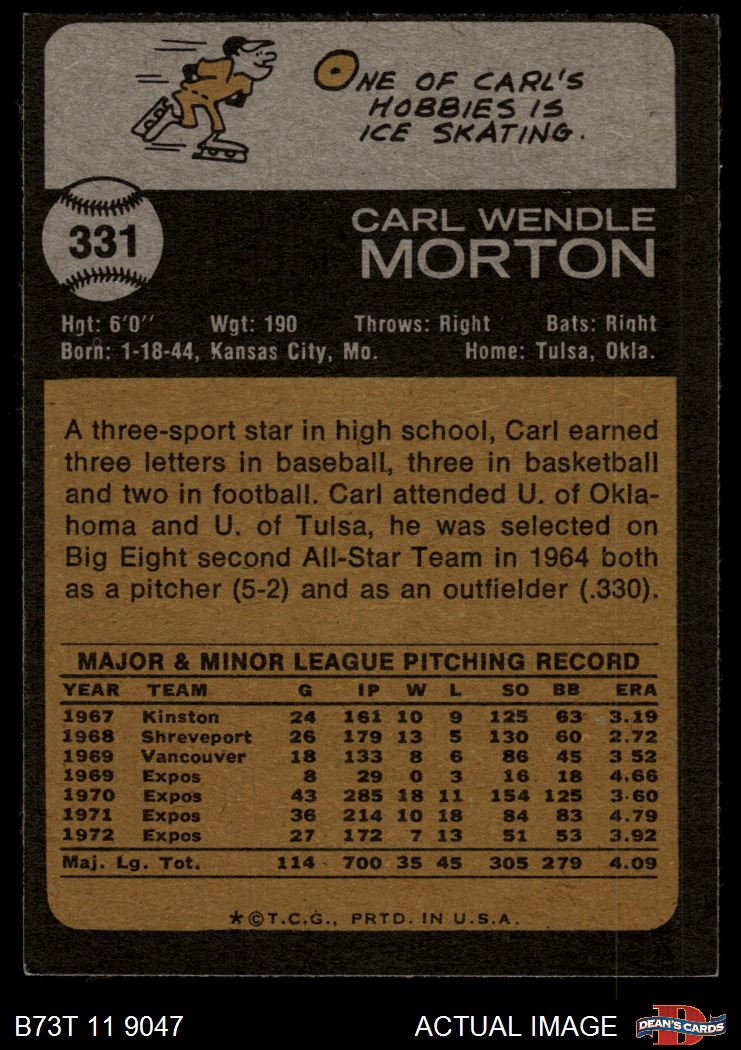 ONE OF CARL'S
HOBBIES IS
ICE SKATING.
331
CARL WENDLE
MORTON
Hgt: 6'0" Wgt: 190 Throws: Right Bats: Right
Born: 1-18-44, Kansas City, Mo. Home: Tulsa, Okla.
A three-sport star in high school, Carl earned
three letters in baseball, three in basketball
and two in football. Carl attended U. of Okla-
homa and U. of Tulsa, he was selected on
Big Eight second All-Star Team in 1964 both
as a pitcher (5-2) and as an outfielder (.330).
MAJOR & MINOR LEAGUE PITCHING RECORD
YEAR TEAM G IP W L SO BB ERA
1967 Kinston 24 161 10 9 125 63 3.19
1968 Shreveport 26 179 13 5 130 60 2.72
1969 Vancouver 18 133 8 6 86 45 3.52
1969 Expos 8 29 0 3 16 18 4.66
1970 Expos 43 285 18 11 154 125 3.60
1971 Expos 36 214 10 18 84 83 4.79
1972 Expos 27 172 7 13 51 53 3.92
Maj. Lg. Tot. 114 700 35 45 305 279 4.09
*©T.C.G., PRTD. IN U.S.A.
B73T 11 9047 ACTUAL IMAGE D DEAN'S CARDS